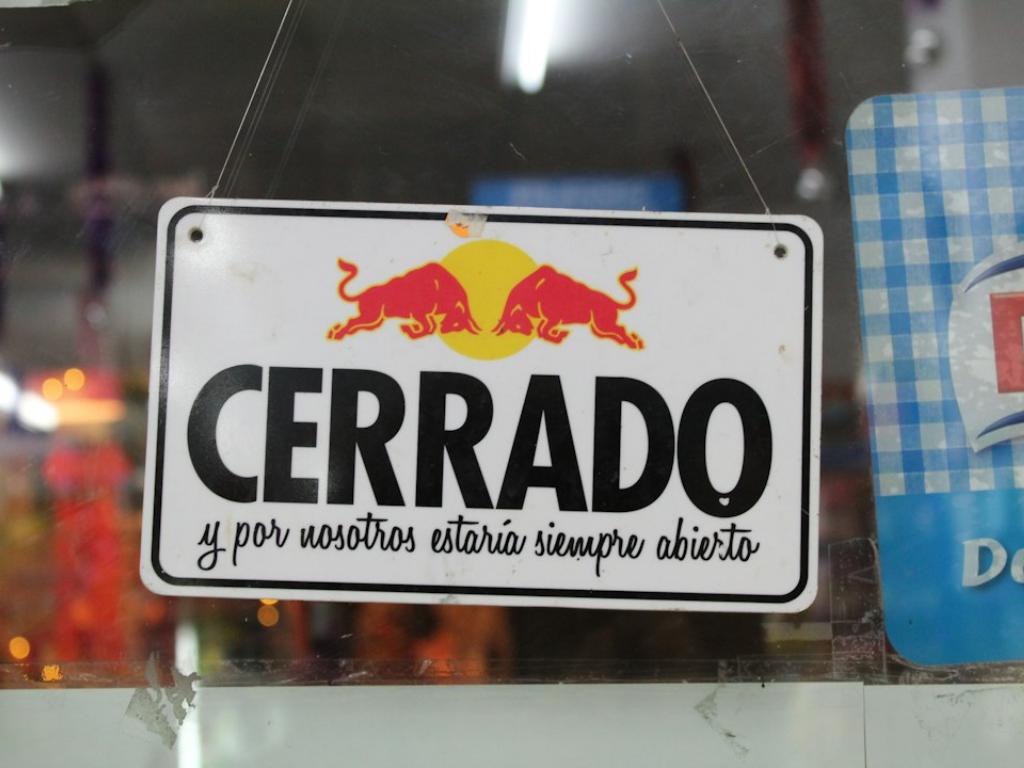 CERRADO
y por nosotros estaría siempre abierto